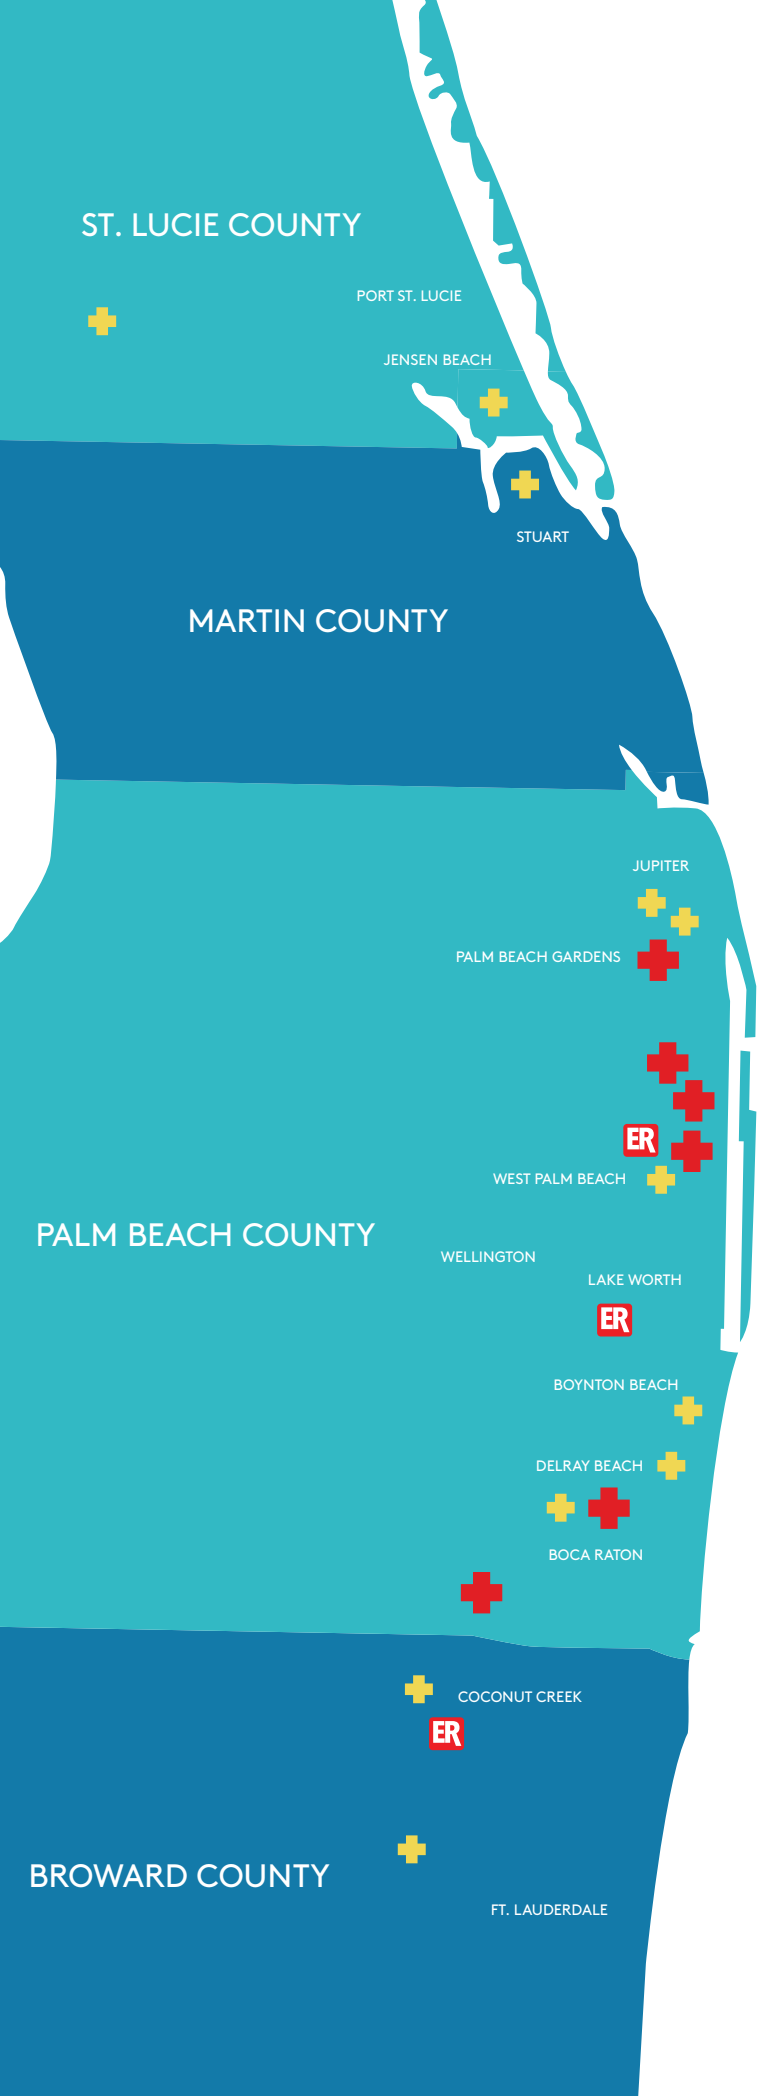 ST. LUCIE COUNTY
PORT ST. LUCIE
JENSEN BEACH
STUART
MARTIN COUNTY
JUPITER
PALM BEACH GARDENS
ER
WEST PALM BEACH
PALM BEACH COUNTY
WELLINGTON
LAKE WORTH
ER
BOYNTON BEACH
DELRAY BEACH
BOCA RATON
COCONUT CREEK
ER
BROWARD COUNTY
FT. LAUDERDALE